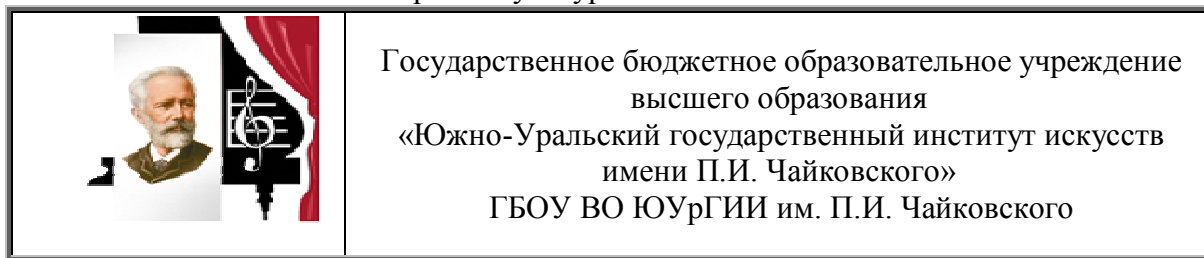 Государственное бюджетное образовательное учреждение
высшего образования
«Южно-Уральский государственный институт искусств
имени П.И. Чайковского»
ГБОУ ВО ЮУрГИИ им. П.И. Чайковского